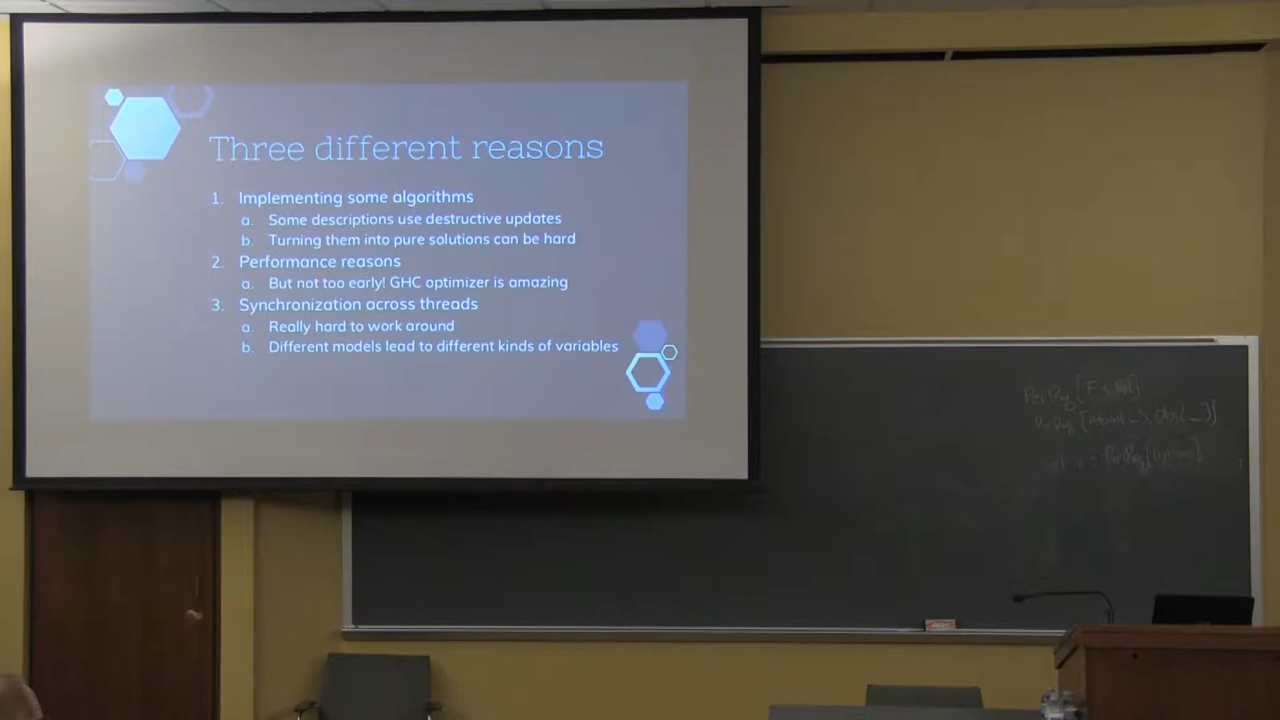 Three different reasons
1. Implementing some algorithms
a. Some descriptions use destructive updates
b. Turning them into pure solutions can be hard
2. Performance reasons
a. But not too early! GHC optimizer is amazing
3. Synchronization across threads
a. Really hard to work around
b. Different models lead to different kinds of variables